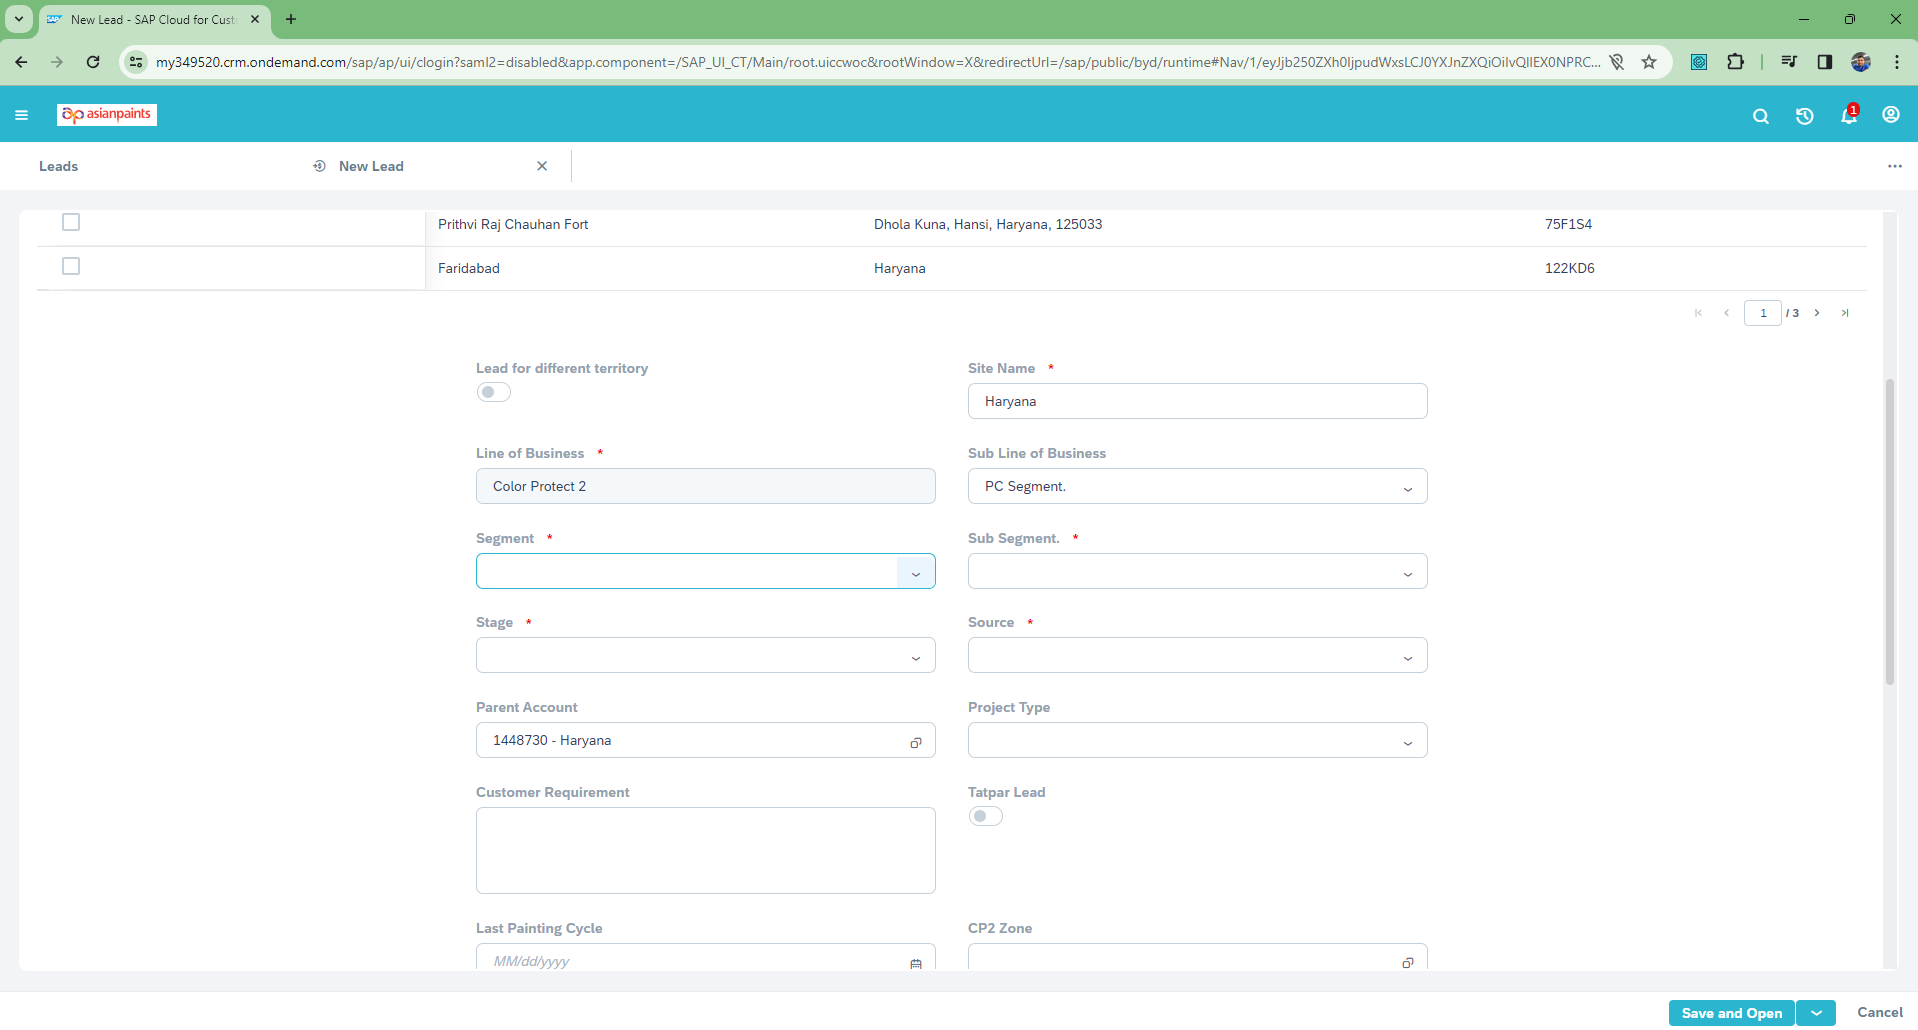 New Lead - SAP Cloud for Cust
my349520.crm.ondemand.com/sap/ap/ui/clogin?saml2=disabled&app.component=/SAP_UI_CT/Main/root.uiccwoc&rootWindow=X&redirectUrl=/sap/public/byd/runtime#Nav/1/eyJjb250ZXh0IjpudWxsLCJ0YXJnZXQiOiIvQllEX0NPRC...
asianpaints
1
Leads
New Lead
Prithvi Raj Chauhan Fort
Dhola Kuna, Hansi, Haryana, 125033
75F1S4
Faridabad
Haryana
122KD6
1 / 3
Lead for different territory
Site Name *
Haryana
Line of Business *
Sub Line of Business
Color Protect 2
PC Segment.
Segment *
Sub Segment. *
Stage *
Source *
Parent Account
Project Type
1448730 - Haryana
Customer Requirement
Tatpar Lead
Last Painting Cycle
CP2 Zone
MM/dd/yyyy
Save and Open
Cancel